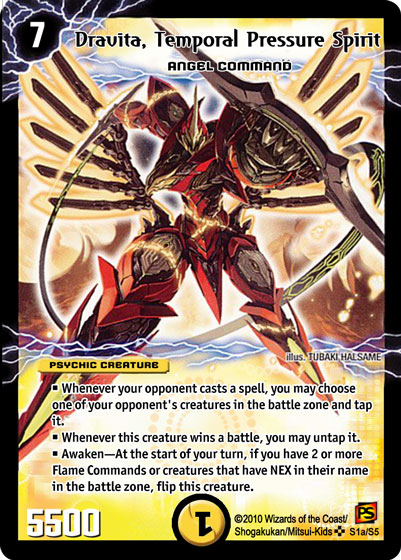 7
Dravita, Temporal Pressure Spirit
ANGEL COMMAND
illus. TUBAKI HALSAME
PSYCHIC CREATURE
■ Whenever your opponent casts a spell, you may choose
one of your opponent's creatures in the battle zone and tap
it.
■ Whenever this creature wins a battle, you may untap it.
■ Awaken—At the start of your turn, if you have 2 or more
Flame Commands or creatures that have NEX in their name
in the battle zone, flip this creature.
5500
1
©2010 Wizards of the Coast/
Shogakukan/Mitsui-Kids S1a/S5
PS